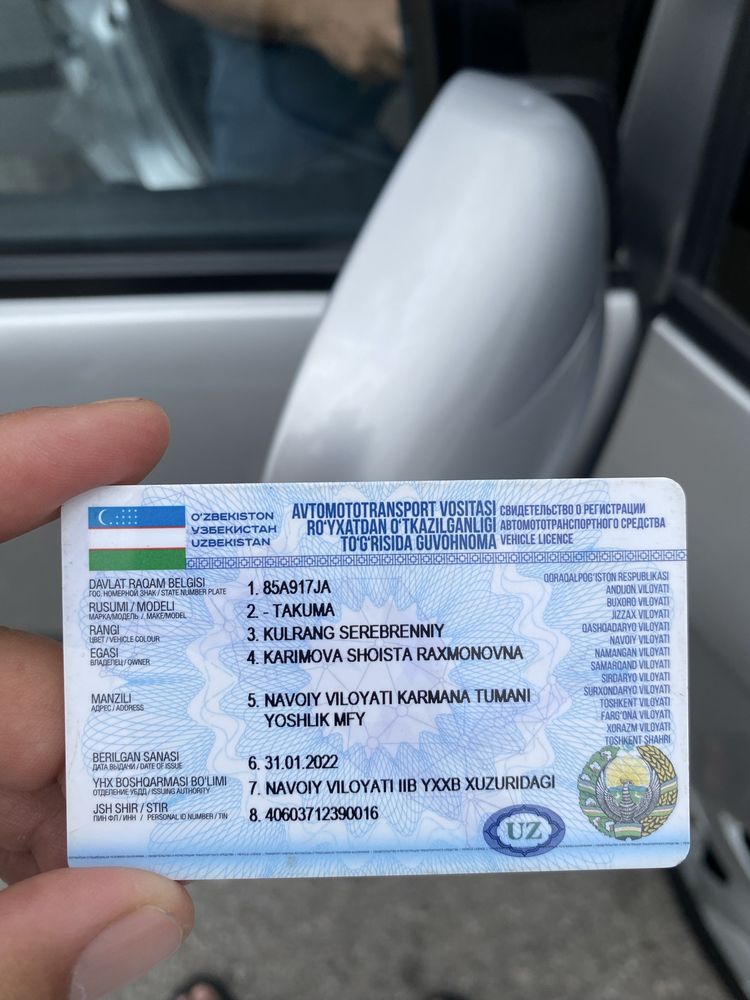 O'ZBEKISTON
ЎЗБЕКИСТАН
UZBEKISTAN
AVTOMOTOTRANSPORT VOSITASI
RO'YXATDAN O'TKAZILGANLIGI
TO'G'RISIDA GUVOHNOMA
СВИДЕТЕЛЬСТВО О РЕГИСТРАЦИИ
АВТОМОТОТРАНСПОРТНОГО СРЕДСТВА
VEHICLE LICENCE
DAVLAT RAQAM BELGISI
ГОС. НОМЕРНОЙ ЗНАК / STATE NUMBER PLATE
1. 85A917JA
RUSUMI / MODELI
МАРКА/МОДЕЛЬ / MAKE/MODEL
2. - TAKUMA
RANGI
ЦВЕТ / VEHICLE COLOUR
3. KULRANG SEREBRENNIY
EGASI
ВЛАДЕЛЕЦ / OWNER
4. KARIMOVA SHOISTA RAXMONOVNA
MANZILI
АДРЕС / ADDRESS
5. NAVOIY VILOYATI KARMANA TUMANI
YOSHLIK MFY
BERILGAN SANASI
ДАТА ВЫДАЧИ / DATE OF ISSUE
6. 31.01.2022
YHX BOSHQARMASI BO'LIMI
ОТДЕЛЕНИЕ УБДД / ISSUING AUTHORITY
7. NAVOIY VILOYATI IIB YXXB XUZURIDAGI
JSH SHIR / STIR
ПИН ФЛ / ИНН / PERSONAL ID NUMBER / TIN
8. 40603712390016
QORAQALPOG'ISTON RESPUBLIKASI
ANDIJON VILOYATI
BUXORO VILOYATI
JIZZAX VILOYATI
QASHQADARYO VILOYATI
NAVOIY VILOYATI
NAMANGAN VILOYATI
SAMARQAND VILOYATI
SIRDARYO VILOYATI
SURXONDARYO VILOYATI
TOSHKENT VILOYATI
FARG'ONA VILOYATI
XORAZM VILOYATI
TOSHKENT SHAHRI
UZ